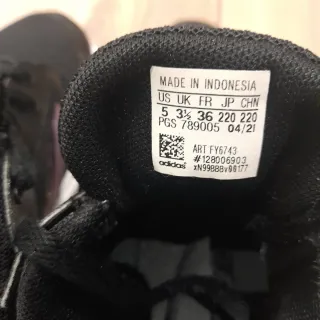 MADE IN INDONESIA
US UK FR JP CHN
5 3½ 36 220 220
PGS 789005 04/21
ART FY6743
#128006903
adidas